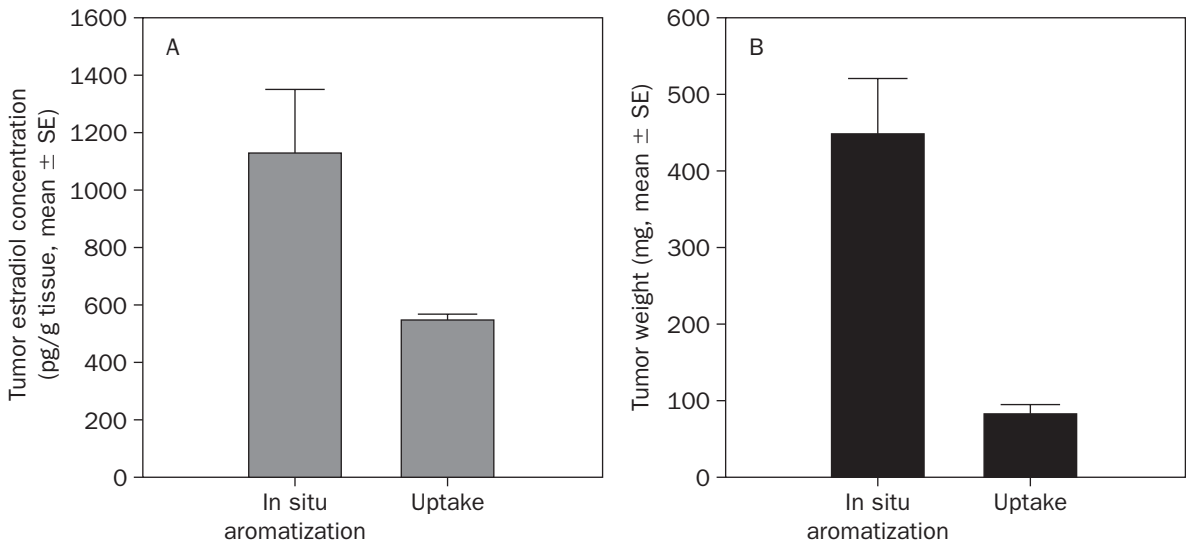 A
Tumor estradiol concentration
(pg/g tissue, mean ± SE)
1600
1400
1200
1000
800
600
400
200
0
In situ
aromatization
Uptake
B
Tumor weight (mg, mean ± SE)
600
500
400
300
200
100
0
In situ
aromatization
Uptake